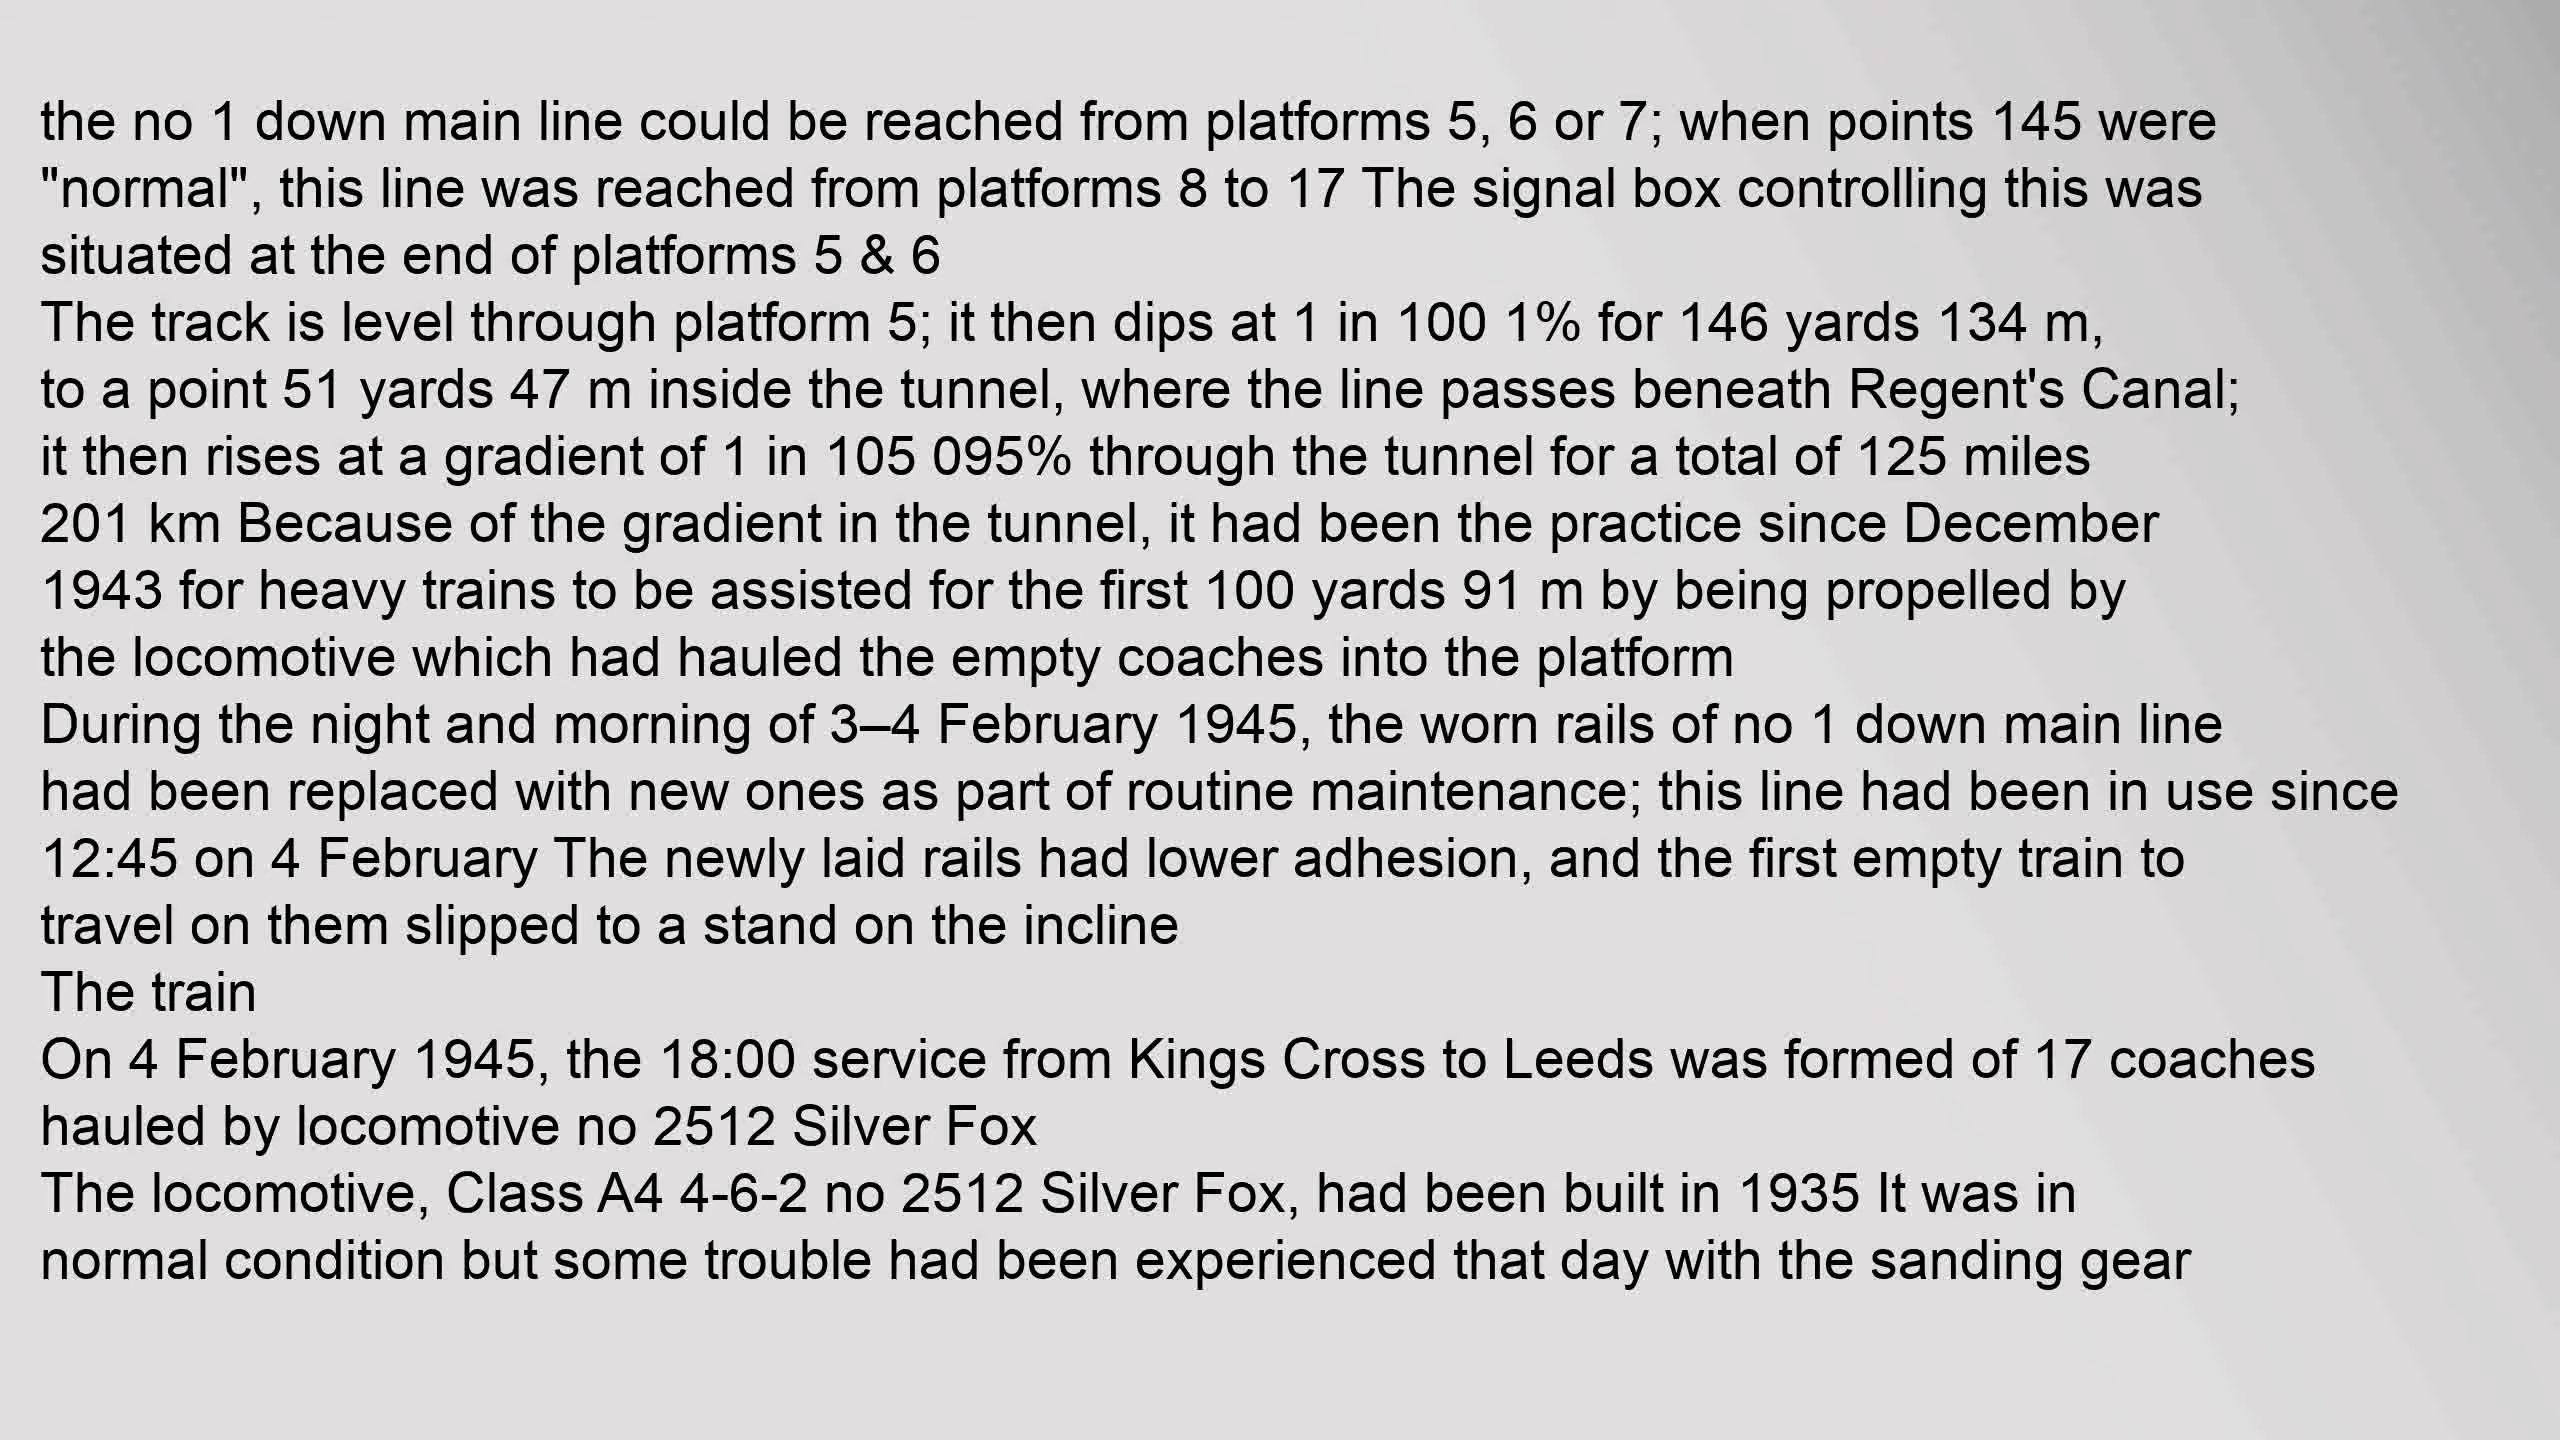 the no 1 down main line could be reached from platforms 5, 6 or 7; when points 145 were
"normal", this line was reached from platforms 8 to 17 The signal box controlling this was
situated at the end of platforms 5 & 6
The track is level through platform 5; it then dips at 1 in 100 1% for 146 yards 134 m,
to a point 51 yards 47 m inside the tunnel, where the line passes beneath Regent's Canal;
it then rises at a gradient of 1 in 105 095% through the tunnel for a total of 125 miles
201 km Because of the gradient in the tunnel, it had been the practice since December
1943 for heavy trains to be assisted for the first 100 yards 91 m by being propelled by
the locomotive which had hauled the empty coaches into the platform
During the night and morning of 3–4 February 1945, the worn rails of no 1 down main line
had been replaced with new ones as part of routine maintenance; this line had been in use since
12:45 on 4 February The newly laid rails had lower adhesion, and the first empty train to
travel on them slipped to a stand on the incline
The train
On 4 February 1945, the 18:00 service from Kings Cross to Leeds was formed of 17 coaches
hauled by locomotive no 2512 Silver Fox
The locomotive, Class A4 4-6-2 no 2512 Silver Fox, had been built in 1935 It was in
normal condition but some trouble had been experienced that day with the sanding gear